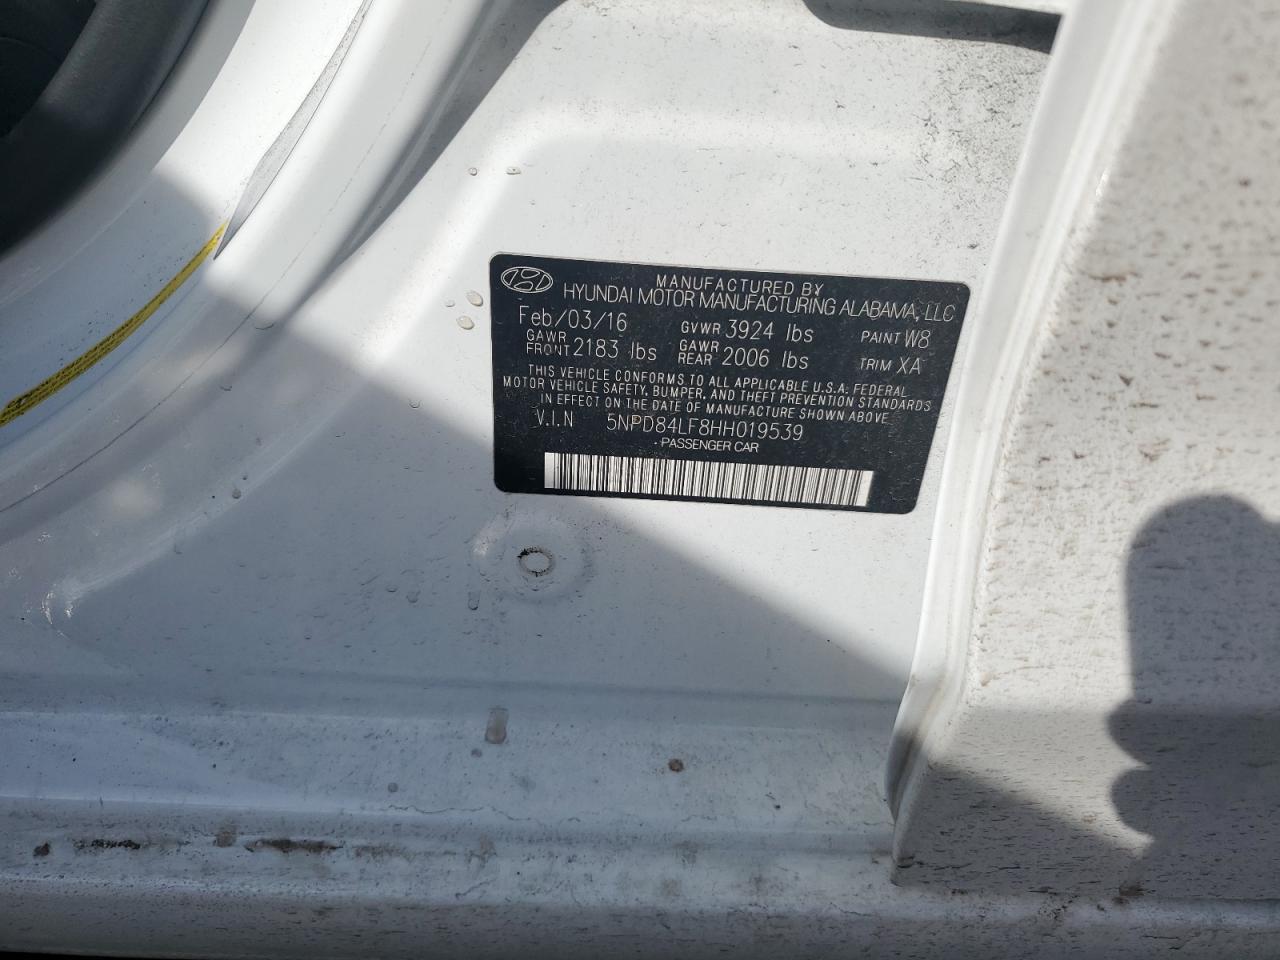 MANUFACTURED BY
HYUNDAI MOTOR MANUFACTURING ALABAMA, LLC
Feb/03/16 GVWR 3924 lbs PAINT W8
GAWR FRONT 2183 lbs GAWR REAR 2006 lbs TRIM XA
THIS VEHICLE CONFORMS TO ALL APPLICABLE U.S.A. FEDERAL
MOTOR VEHICLE SAFETY, BUMPER, AND THEFT PREVENTION STANDARDS
IN EFFECT ON THE DATE OF MANUFACTURE SHOWN ABOVE
V.I.N 5NPD84LF8HH019539
-PASSENGER CAR